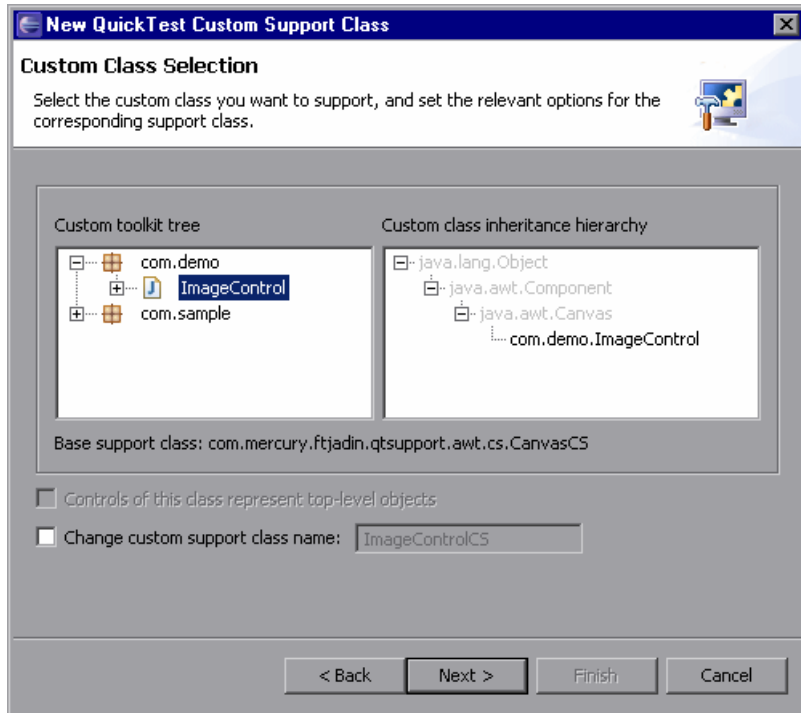 New QuickTest Custom Support Class
Custom Class Selection
Select the custom class you want to support, and set the relevant options for the
corresponding support class.
Custom toolkit tree
Custom class inheritance hierarchy
com.demo
ImageControl
com.sample
java.lang.Object
java.awt.Component
java.awt.Canvas
com.demo.ImageControl
Base support class: com.mercury.ftjadin.qtsupport.awt.cs.CanvasCS
Controls of this class represent top-level objects
Change custom support class name: ImageControlCS
< Back Next > Finish Cancel